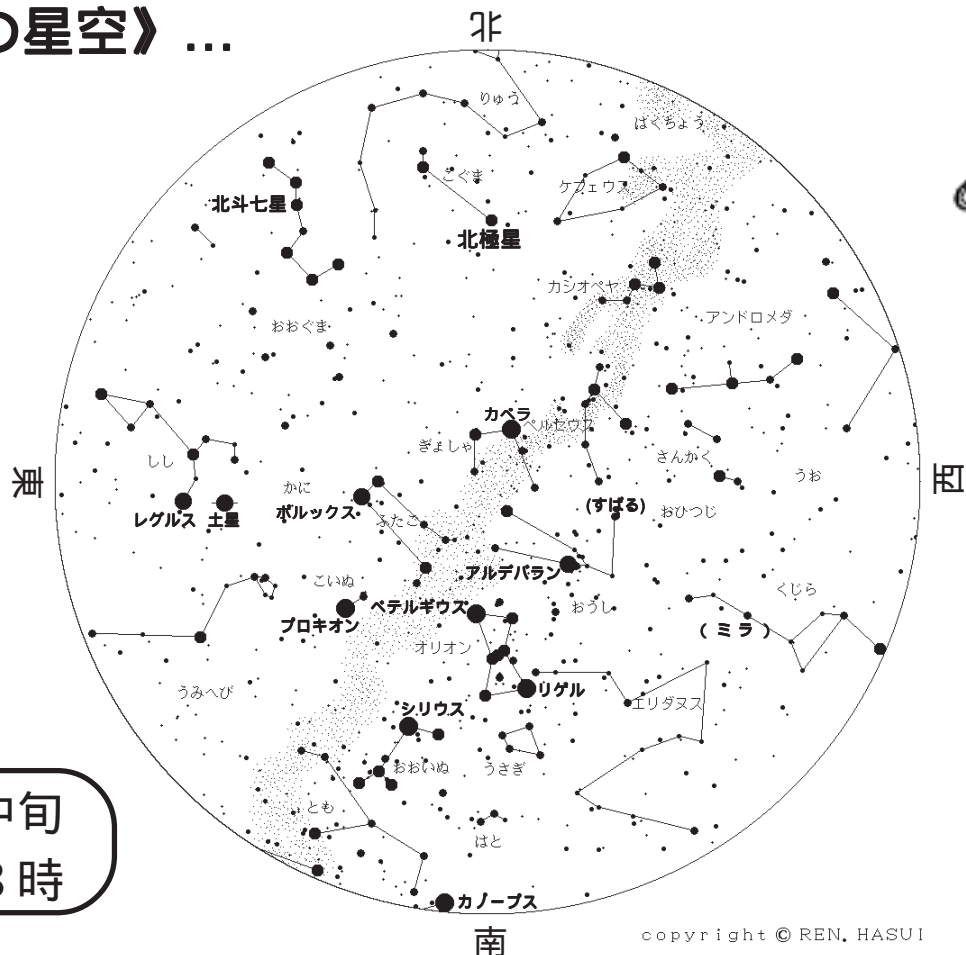 の星空》…
北
りゅう
はくちょう
こぐま
ケフェウス
北斗七星
北極星
カシオペヤ
アンドロメダ
おおぐま
カペラ
ペルセウス
ぎょしゃ
さんかく
しし
うお
東
西
かに
ポルックス
ふたご
(すばる)
おひつじ
レグルス
土星
アルデバラン
こいぬ
プロキオン
ベテルギウス
おうし
くじら
(ミラ)
オリオン
うみへび
リゲル
エリダヌス
シリウス
おおいぬ
うさぎ
とも
はと
中旬
時
カノープス
南
copyright © REN. HASUI